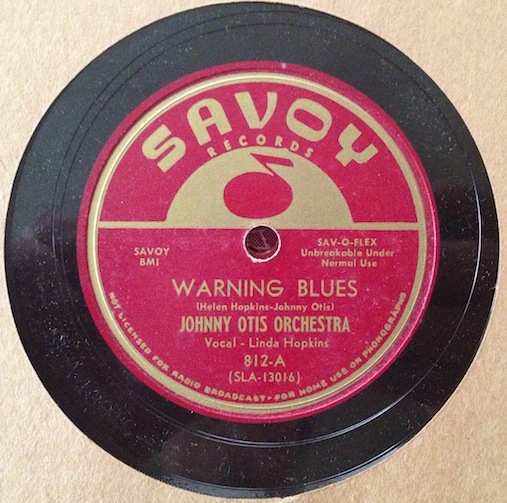 SAVOY
RECORDS
SAVOY
BMI
SAV-O-FLEX
Unbreakable Under
Normal Use
WARNING BLUES
(Helen Hopkins-Johnny Otis)
JOHNNY OTIS ORCHESTRA
Vocal - Linda Hopkins
812-A
(SLA-13016)
NOT LICENSED FOR RADIO BROADCAST - FOR HOME USE ON PHONOGRAPHS